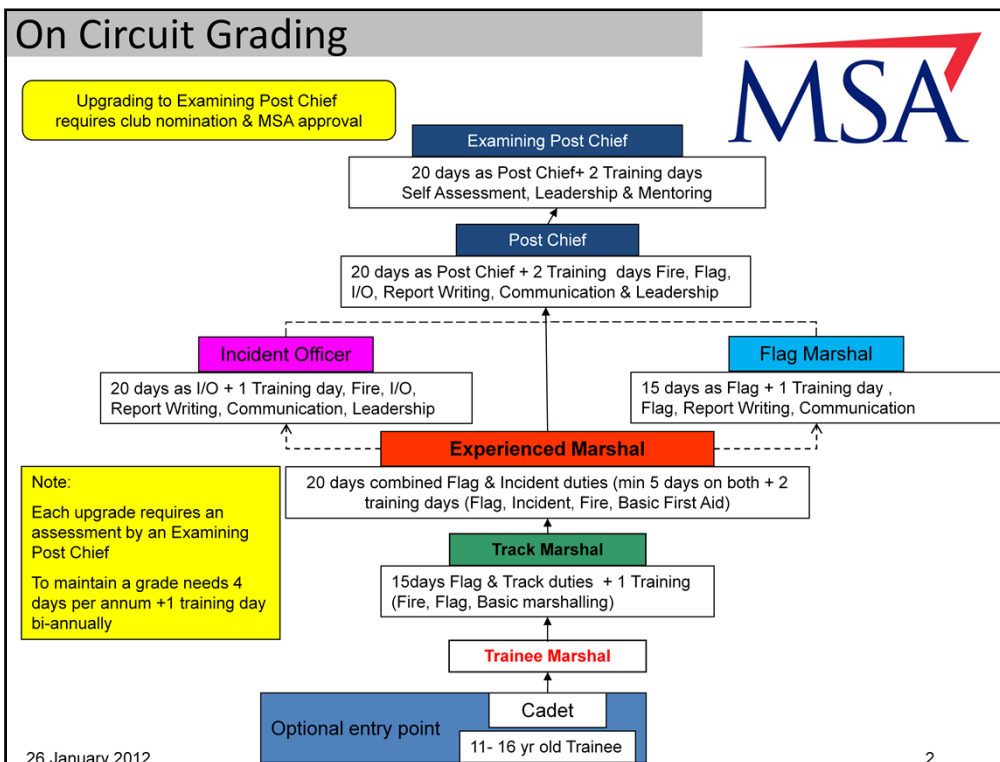 On Circuit Grading
MSA
Upgrading to Examining Post Chief
requires club nomination & MSA approval
Examining Post Chief
20 days as Post Chief+ 2 Training days
Self Assessment, Leadership & Mentoring
Post Chief
20 days as Post Chief + 2 Training  days Fire, Flag,
I/O, Report Writing, Communication & Leadership
Incident Officer
20 days as I/O + 1 Training day, Fire, I/O,
Report Writing, Communication, Leadership
Flag Marshal
15 days as Flag + 1 Training day ,
Flag, Report Writing, Communication
Experienced Marshal
20 days combined Flag & Incident duties (min 5 days on both + 2
training days (Flag, Incident, Fire, Basic First Aid)
Note:
Each upgrade requires an
assessment by an Examining
Post Chief
To maintain a grade needs 4
days per annum +1 training day
bi-annually
Track Marshal
15days Flag & Track duties  + 1 Training
(Fire, Flag, Basic marshalling)
Trainee Marshal
Optional entry point
Cadet
11- 16 yr old Trainee
26 January 2012
2